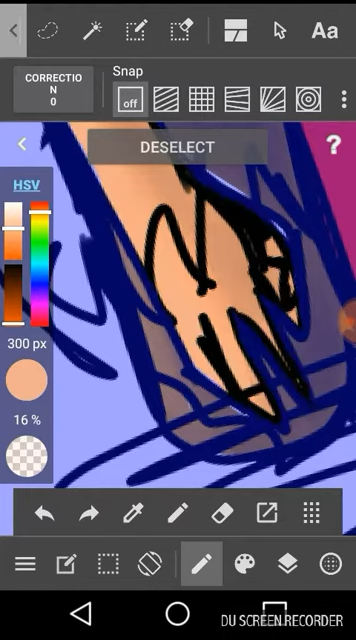 Aa
CORRECTIO
N
0
Snap
off
DESELECT
?
HSV
300 px
16 %
DU SCREEN RECORDER